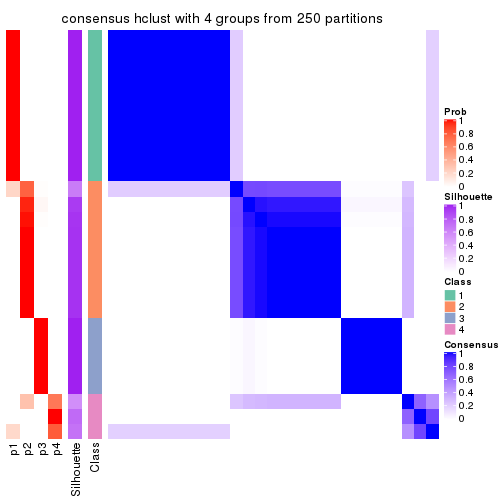 consensus hclust with 4 groups from 250 partitions
Prob
1
0.8
0.6
0.4
0.2
0
Silhouette
1
0.8
0.6
0.4
0.2
0
Class
1
2
3
4
Consensus
1
0.8
0.6
0.4
0.2
0
p1
p2
p3
p4
Silhouette
Class